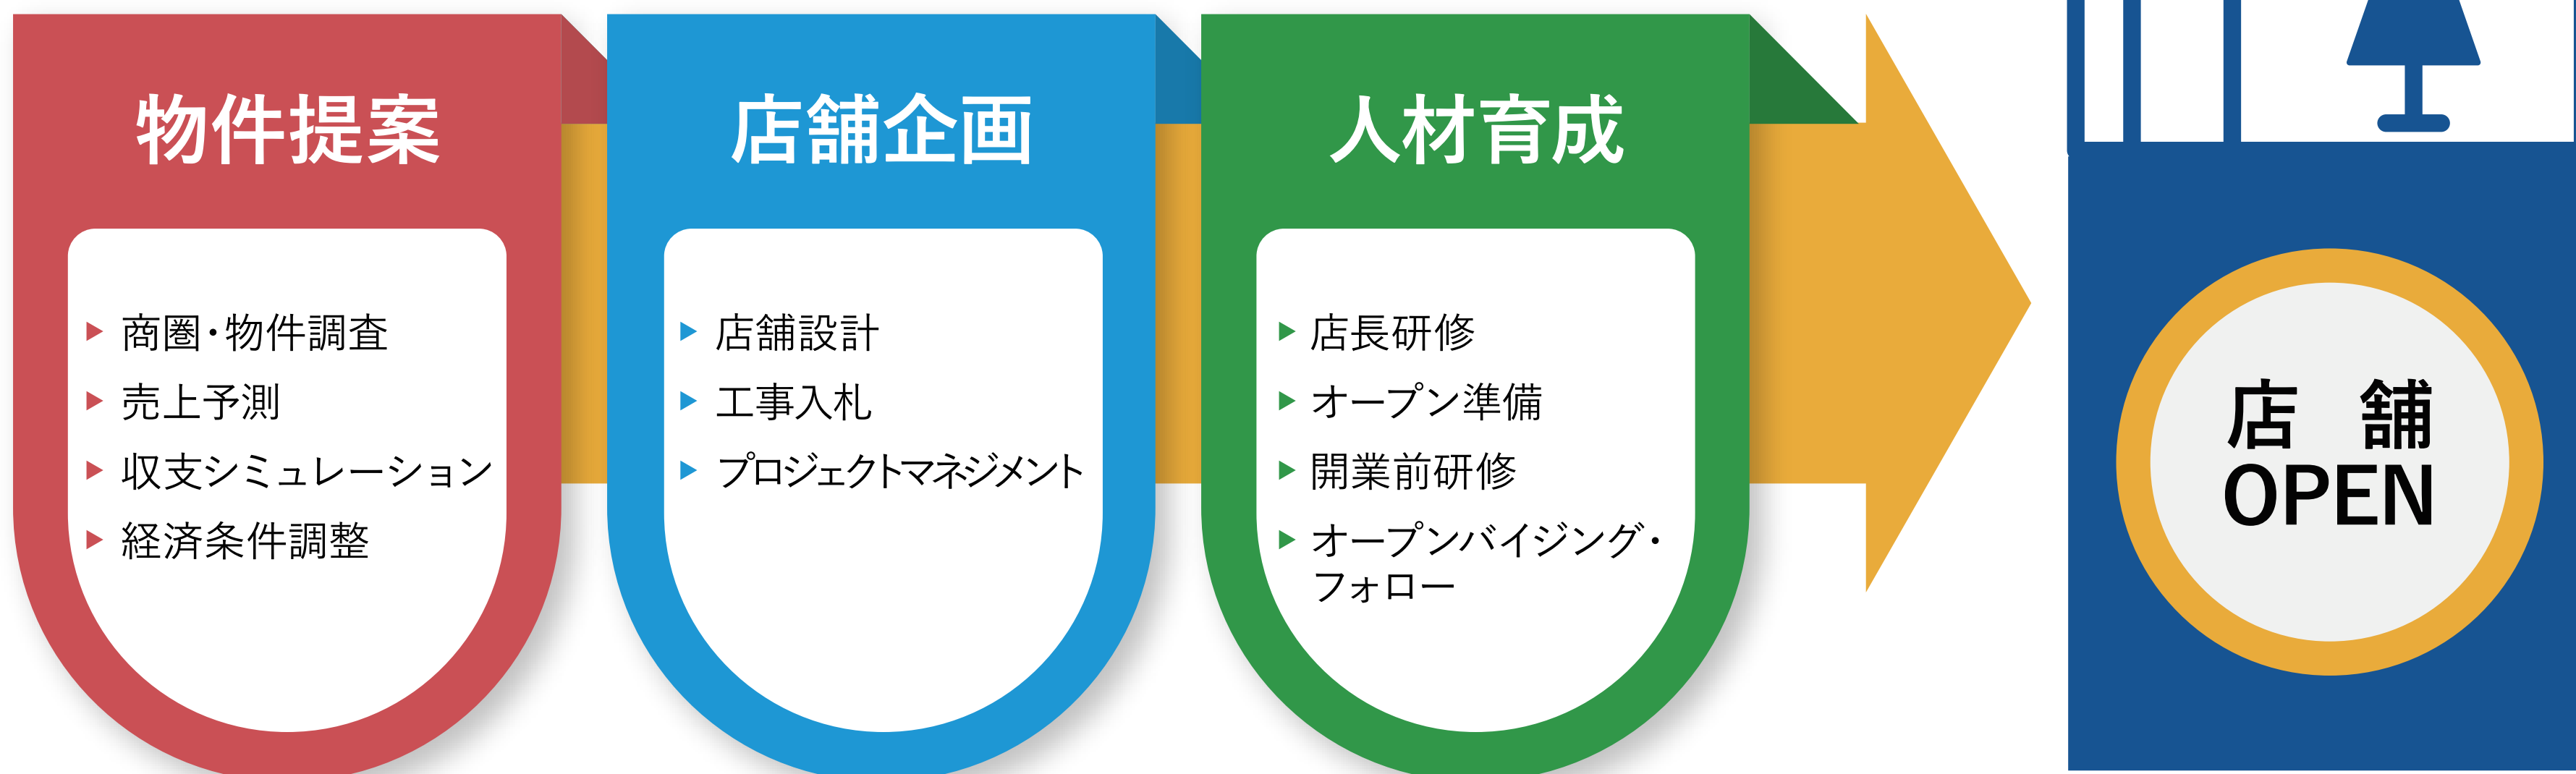 物件提案
商圏・物件調査
売上予測
収支シミュレーション
経済条件調整
店舗企画
店舗設計
工事入札
プロジェクトマネジメント
人材育成
店長研修
オープン準備
開業前研修
オープンバイジング・
フォロー
店 舗
OPEN